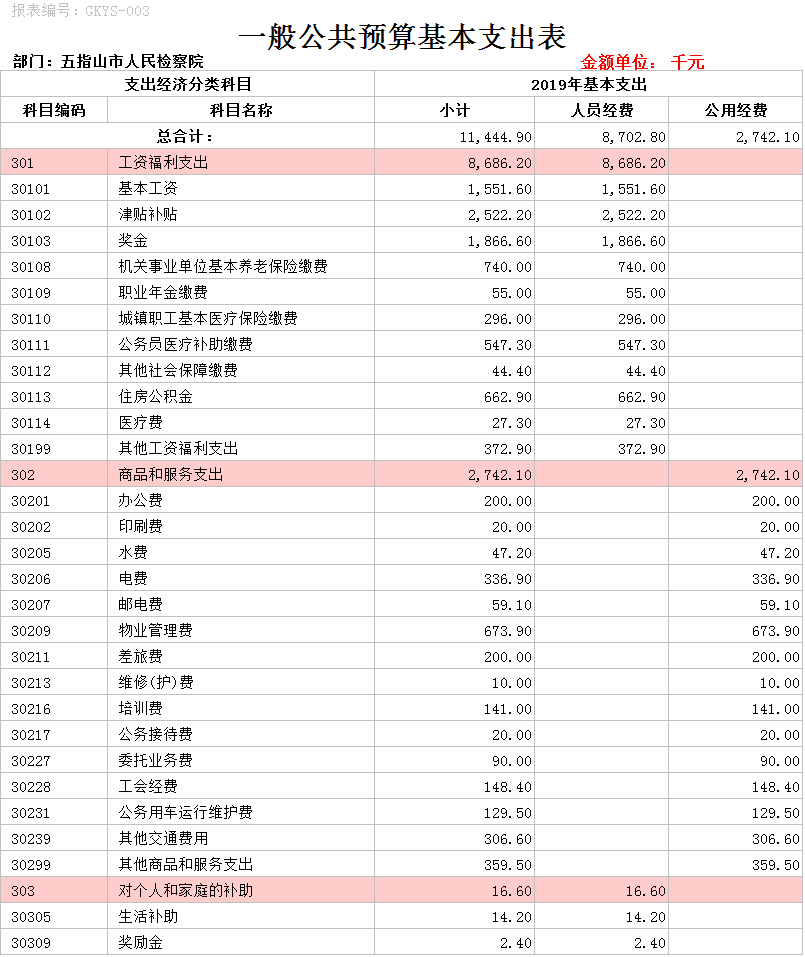 报表编号：GKYS-003
一般公共预算基本支出表
部门：五指山市人民检察院 金额单位： 千元
支出经济分类科目 2019年基本支出
科目编码 科目名称 小计 人员经费 公用经费
总合计： 11,444.90 8,702.80 2,742.10
301 工资福利支出 8,686.20 8,686.20
30101 基本工资 1,551.60 1,551.60
30102 津贴补贴 2,522.20 2,522.20
30103 奖金 1,866.60 1,866.60
30108 机关事业单位基本养老保险缴费 740.00 740.00
30109 职业年金缴费 55.00 55.00
30110 城镇职工基本医疗保险缴费 296.00 296.00
30111 公务员医疗补助缴费 547.30 547.30
30112 其他社会保障缴费 44.40 44.40
30113 住房公积金 662.90 662.90
30114 医疗费 27.30 27.30
30199 其他工资福利支出 372.90 372.90
302 商品和服务支出 2,742.10 2,742.10
30201 办公费 200.00 200.00
30202 印刷费 20.00 20.00
30205 水费 47.20 47.20
30206 电费 336.90 336.90
30207 邮电费 59.10 59.10
30209 物业管理费 673.90 673.90
30211 差旅费 200.00 200.00
30213 维修(护)费 10.00 10.00
30216 培训费 141.00 141.00
30217 公务接待费 20.00 20.00
30227 委托业务费 90.00 90.00
30228 工会经费 148.40 148.40
30231 公务用车运行维护费 129.50 129.50
30239 其他交通费用 306.60 306.60
30299 其他商品和服务支出 359.50 359.50
303 对个人和家庭的补助 16.60 16.60
30305 生活补助 14.20 14.20
30309 奖励金 2.40 2.40